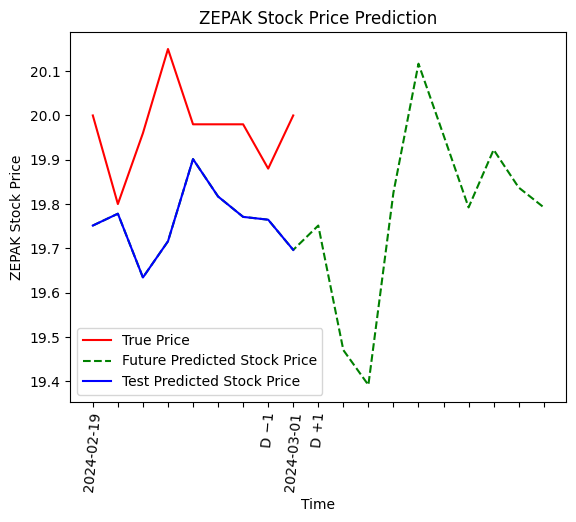 ZEPAK Stock Price Prediction
ZEPAK Stock Price
20.1
20.0
19.9
19.8
19.7
19.6
19.5
19.4
True Price
Future Predicted Stock Price
Test Predicted Stock Price
2024-02-19
D −1
2024-03-01
D +1
Time